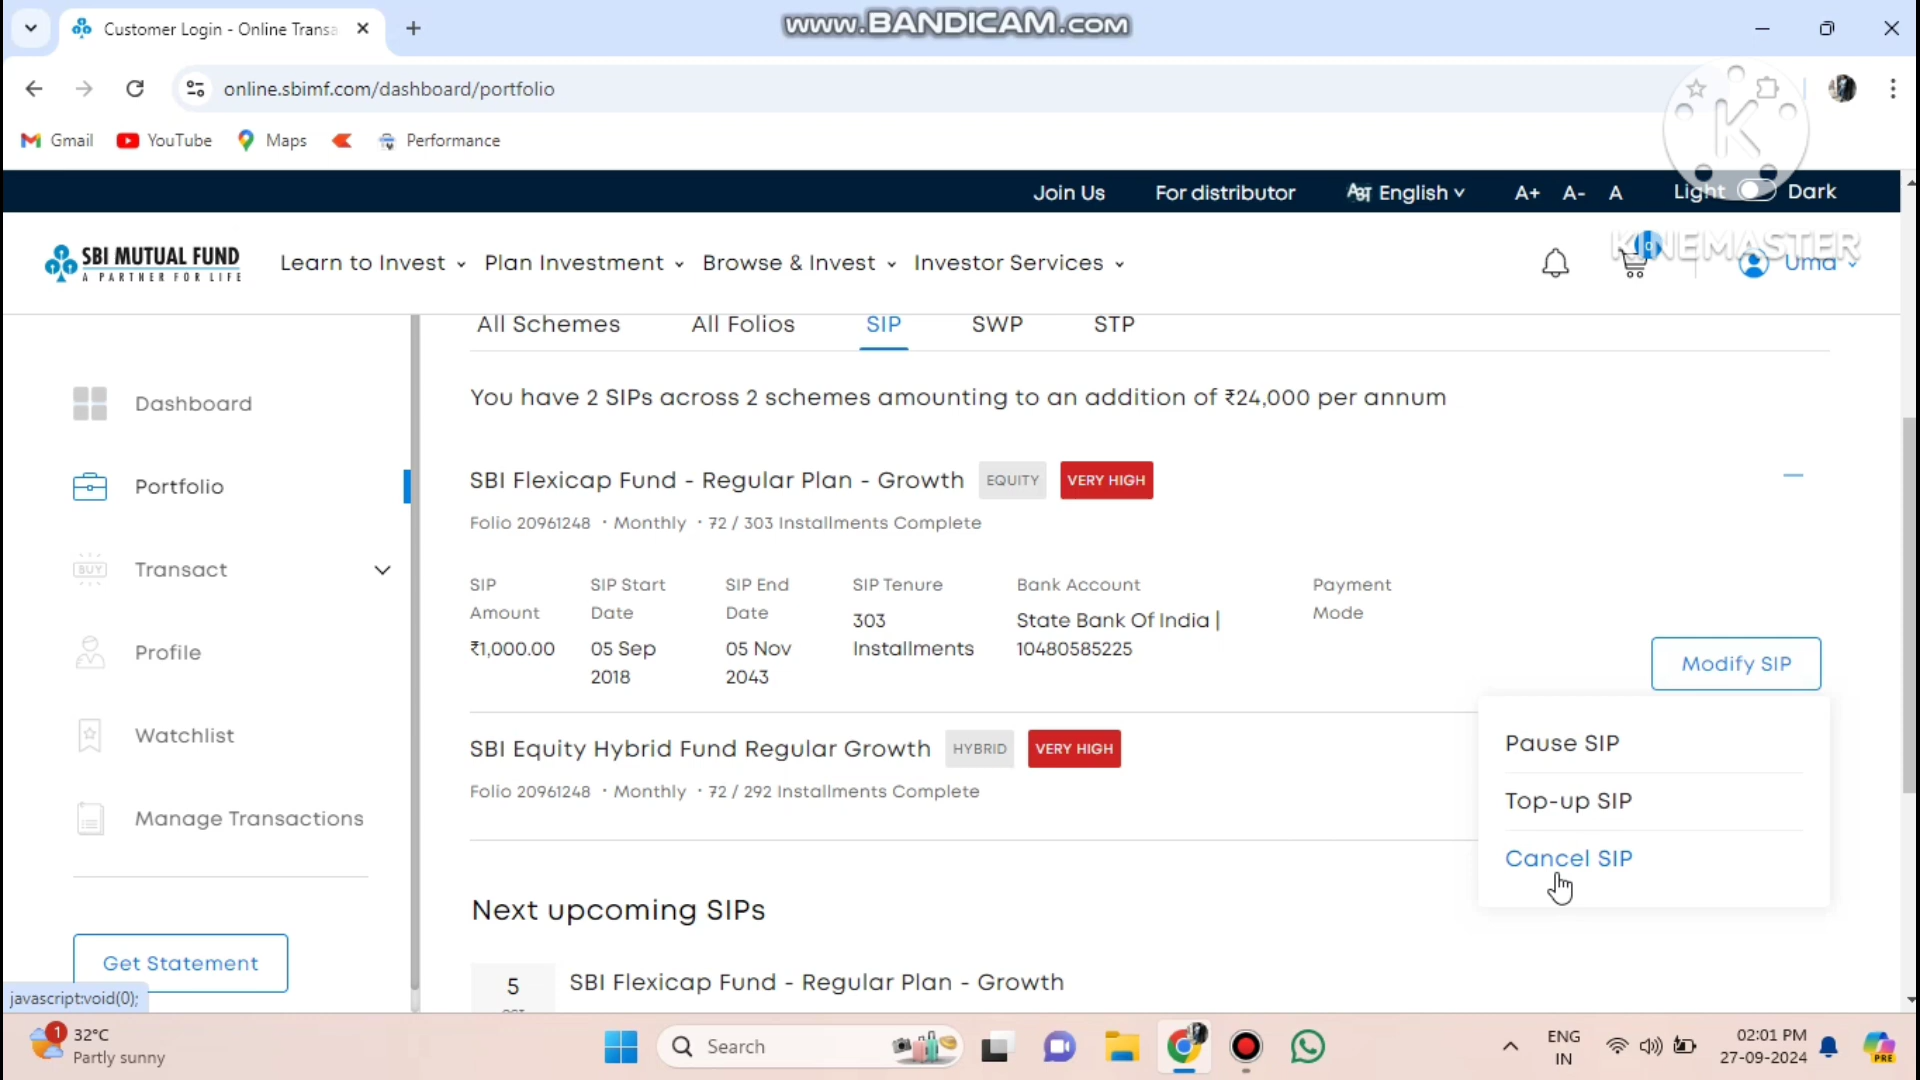 www.BANDICAM.com
Customer Login - Online Transa
online.sbimf.com/dashboard/portfolio
Gmail YouTube Maps Performance
Join Us For distributor English A+ A- A Light Dark
SBI MUTUAL FUND
A PARTNER FOR LIFE
Learn to Invest Plan Investment Browse & Invest Investor Services
KINEMASTER
Uma
All Schemes All Folios SIP SWP STP
Dashboard
Portfolio
Transact
BUY
Profile
Watchlist
Manage Transactions
Get Statement
You have 2 SIPs across 2 schemes amounting to an addition of ₹24,000 per annum
SBI Flexicap Fund - Regular Plan - Growth EQUITY VERY HIGH
Folio 20961248 • Monthly • 72 / 303 Installments Complete
SIP Amount
₹1,000.00
SIP Start Date
05 Sep 2018
SIP End Date
05 Nov 2043
SIP Tenure
303 Installments
Bank Account
State Bank Of India |
10480585225
Payment Mode
Modify SIP
Pause SIP
Top-up SIP
Cancel SIP
SBI Equity Hybrid Fund Regular Growth HYBRID VERY HIGH
Folio 20961248 • Monthly • 72 / 292 Installments Complete
Next upcoming SIPs
5 SBI Flexicap Fund - Regular Plan - Growth
javascript:void(0);
1 32°C
Partly sunny
Search
ENG
IN
02:01 PM
27-09-2024
PRE